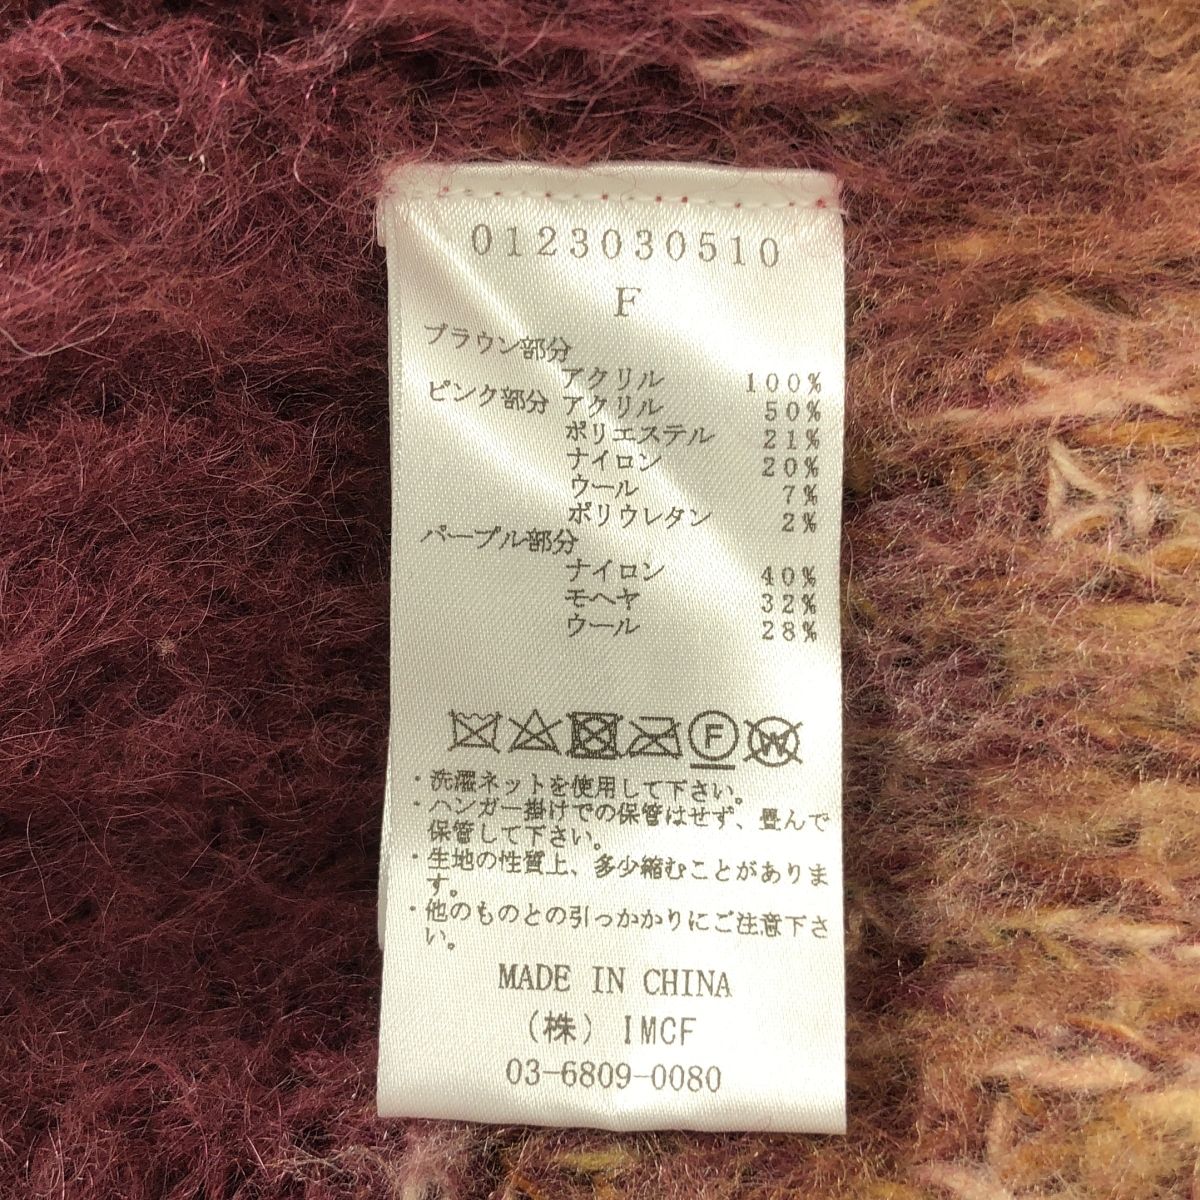 0123030510
F
ブラウン部分
アクリル 100%
ピンク部分 アクリル 50%
ポリエステル 21%
ナイロン 20%
ウール 7%
ポリウレタン 2%
パープル部分
ナイロン 40%
モヘヤ 32%
ウール 28%
F W
・洗濯ネットを使用して下さい。
・ハンガー掛けでの保管はせず、畳んで
保管して下さい。
・生地の性質上、多少縮むことがありま
す。
・他のものとの引っかかりにご注意下さ
い。
MADE IN CHINA
(株) IMCF
03-6809-0080